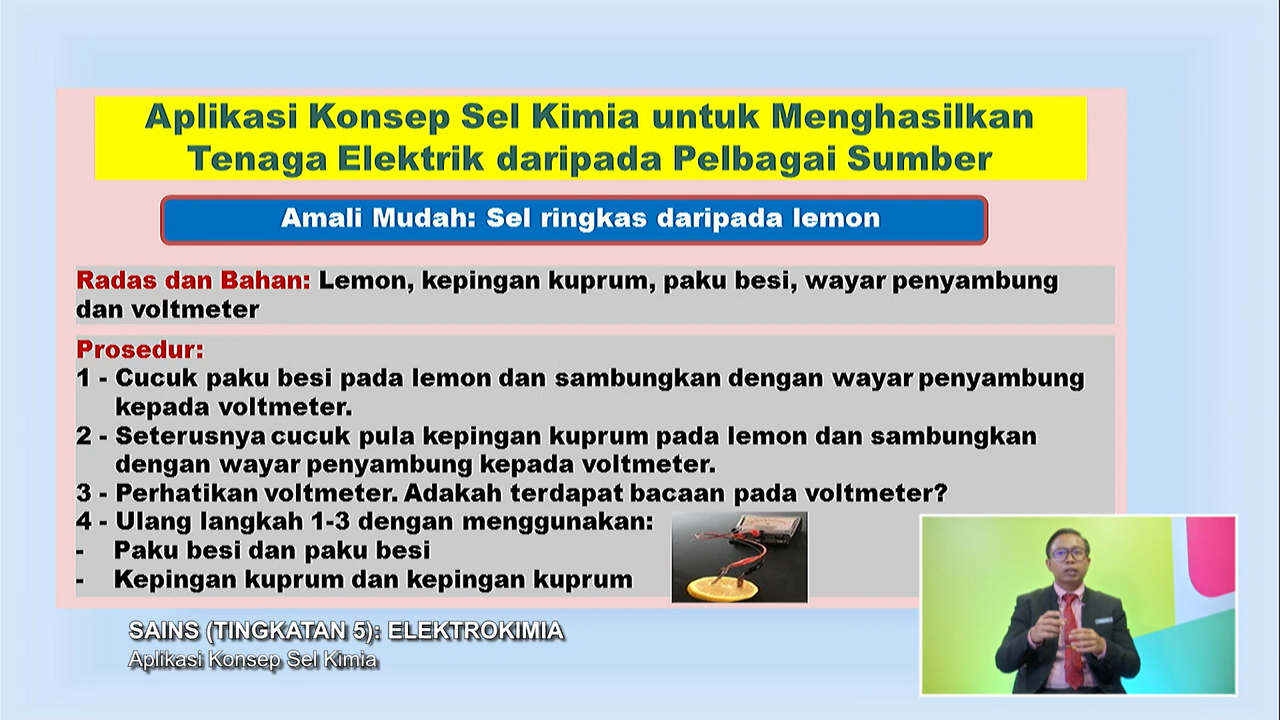 Aplikasi Konsep Sel Kimia untuk Menghasilkan
Tenaga Elektrik daripada Pelbagai Sumber
Amali Mudah: Sel ringkas daripada lemon
Radas dan Bahan: Lemon, kepingan kuprum, paku besi, wayar penyambung
dan voltmeter
Prosedur:
1 - Cucuk paku besi pada lemon dan sambungkan dengan wayar penyambung
kepada voltmeter.
2 - Seterusnya cucuk pula kepingan kuprum pada lemon dan sambungkan
dengan wayar penyambung kepada voltmeter.
3 - Perhatikan voltmeter. Adakah terdapat bacaan pada voltmeter?
4 - Ulang langkah 1-3 dengan menggunakan:
- Paku besi dan paku besi
- Kepingan kuprum dan kepingan kuprum
SAINS (TINGKATAN 5): ELEKTROKIMIA
Aplikasi Konsep Sel Kimia